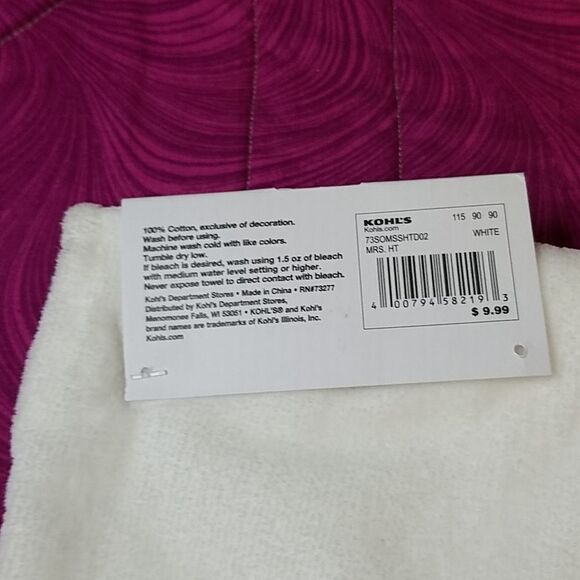 100% Cotton, exclusive of decoration.
Wash before using.
Machine wash cold with like colors.
Tumble dry low.
If bleach is desired, wash using 1.5 oz of bleach
with medium water level setting or higher.
Never expose towel to direct contact with bleach.
Kohl's Department Stores • Made in China • RN#73277
Distributed by Kohl's Department Stores,
Menomonee Falls, WI 53051 • KOHL'S® and Kohl's
brand names are trademarks of Kohl's Illinois, Inc.
Kohls.com
KOHL'S 115 90 90
Kohls.com
73SOMSSHTD02 WHITE
MRS. HT
4 00794 58219 3
$ 9.99